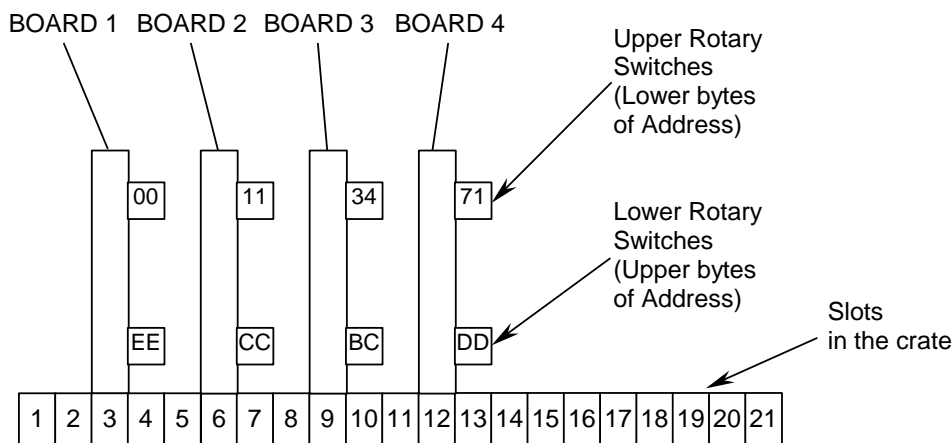 BOARD 1 BOARD 2 BOARD 3 BOARD 4
Upper Rotary
Switches
(Lower bytes
of Address)
00 11 34 71
Lower Rotary
Switches
(Upper bytes
of Address)
EE CC BC DD
Slots
in the crate
1 2 3 4 5 6 7 8 9 10 11 12 13 14 15 16 17 18 19 20 21